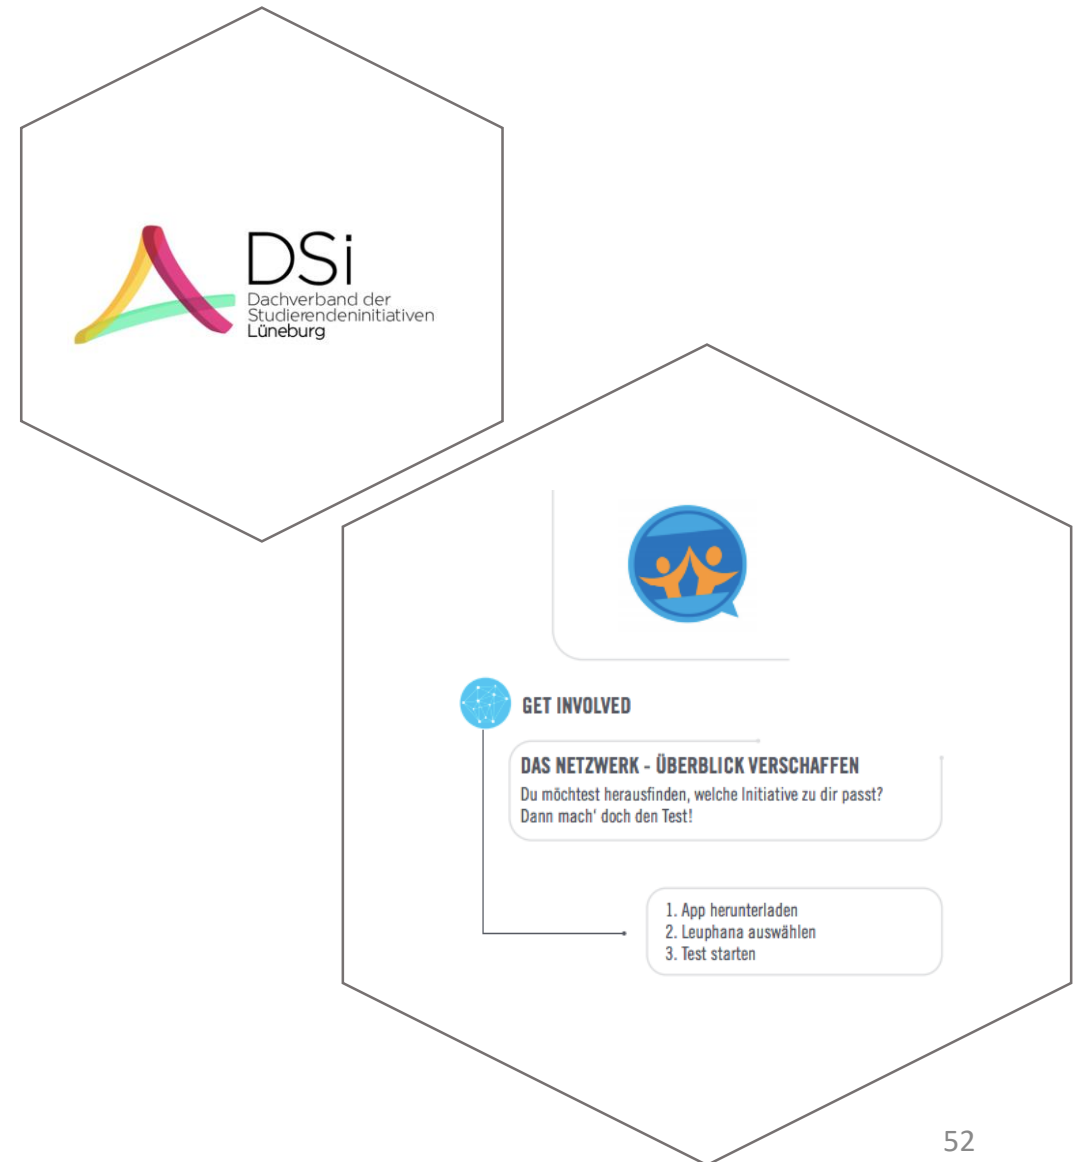 DSi
Dachverband der
Studierendeninitiativen
Lüneburg
GET INVOLVED
DAS NETZWERK - ÜBERBLICK VERSCHAFFEN
Du möchtest herausfinden, welche Initiative zu dir passt?
Dann mach' doch den Test!
1. App herunterladen
2. Leuphana auswählen
3. Test starten
52